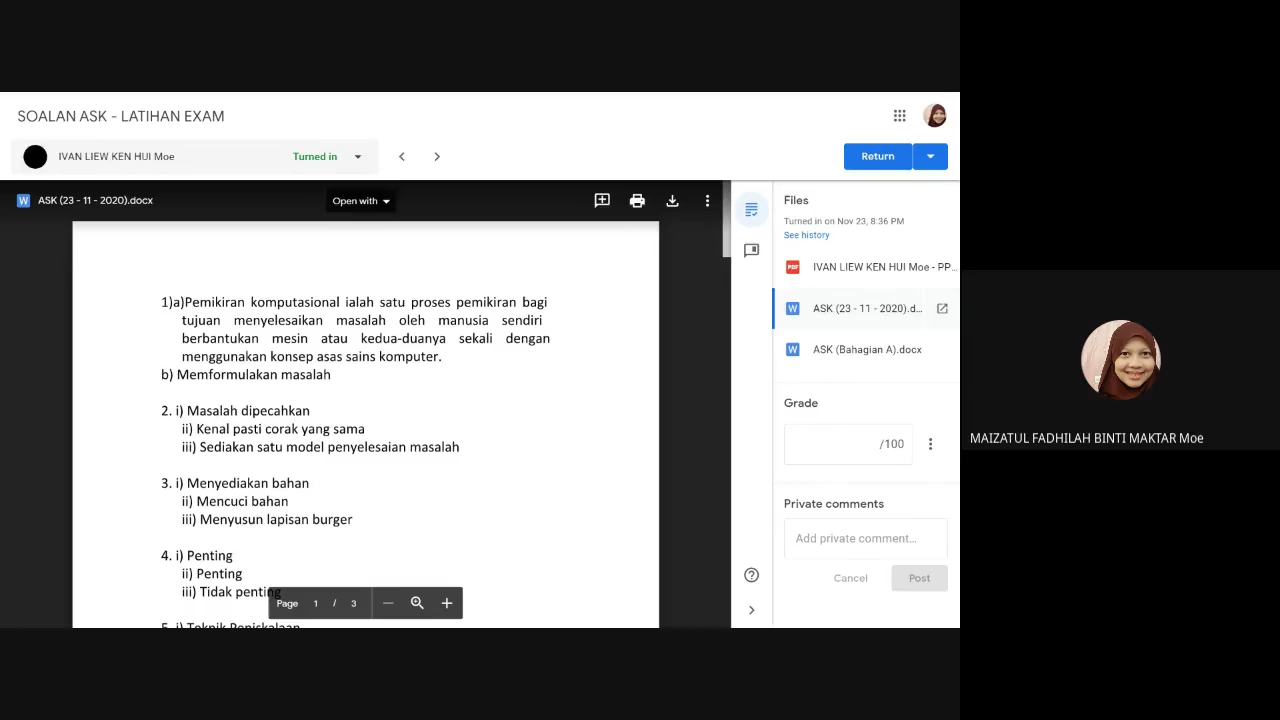 SOALAN ASK - LATIHAN EXAM
IVAN LIEW KEN HUI Moe
Turned in
Return
ASK (23 - 11 - 2020).docx
Open with
1)a)Pemikiran komputasional ialah satu proses pemikiran bagi
tujuan menyelesaikan masalah oleh manusia sendiri
berbantukan mesin atau kedua-duanya sekali dengan
menggunakan konsep asas sains komputer.
b) Memformulakan masalah
2. i) Masalah dipecahkan
ii) Kenal pasti corak yang sama
iii) Sediakan satu model penyelesaian masalah
3. i) Menyediakan bahan
ii) Mencuci bahan
iii) Menyusun lapisan burger
4. i) Penting
ii) Penting
iii) Tidak penting
5. i) Teknik Peniskalaan
Page 1 / 3
Files
Turned in on Nov 23, 8:36 PM
See history
PDF
IVAN LIEW KEN HUI Moe - PP...
W
ASK (23 - 11 - 2020).d...
W
ASK (Bahagian A).docx
Grade
/100
Private comments
Add private comment...
Cancel
Post
MAIZATUL FADHILAH BINTI MAKTAR Moe